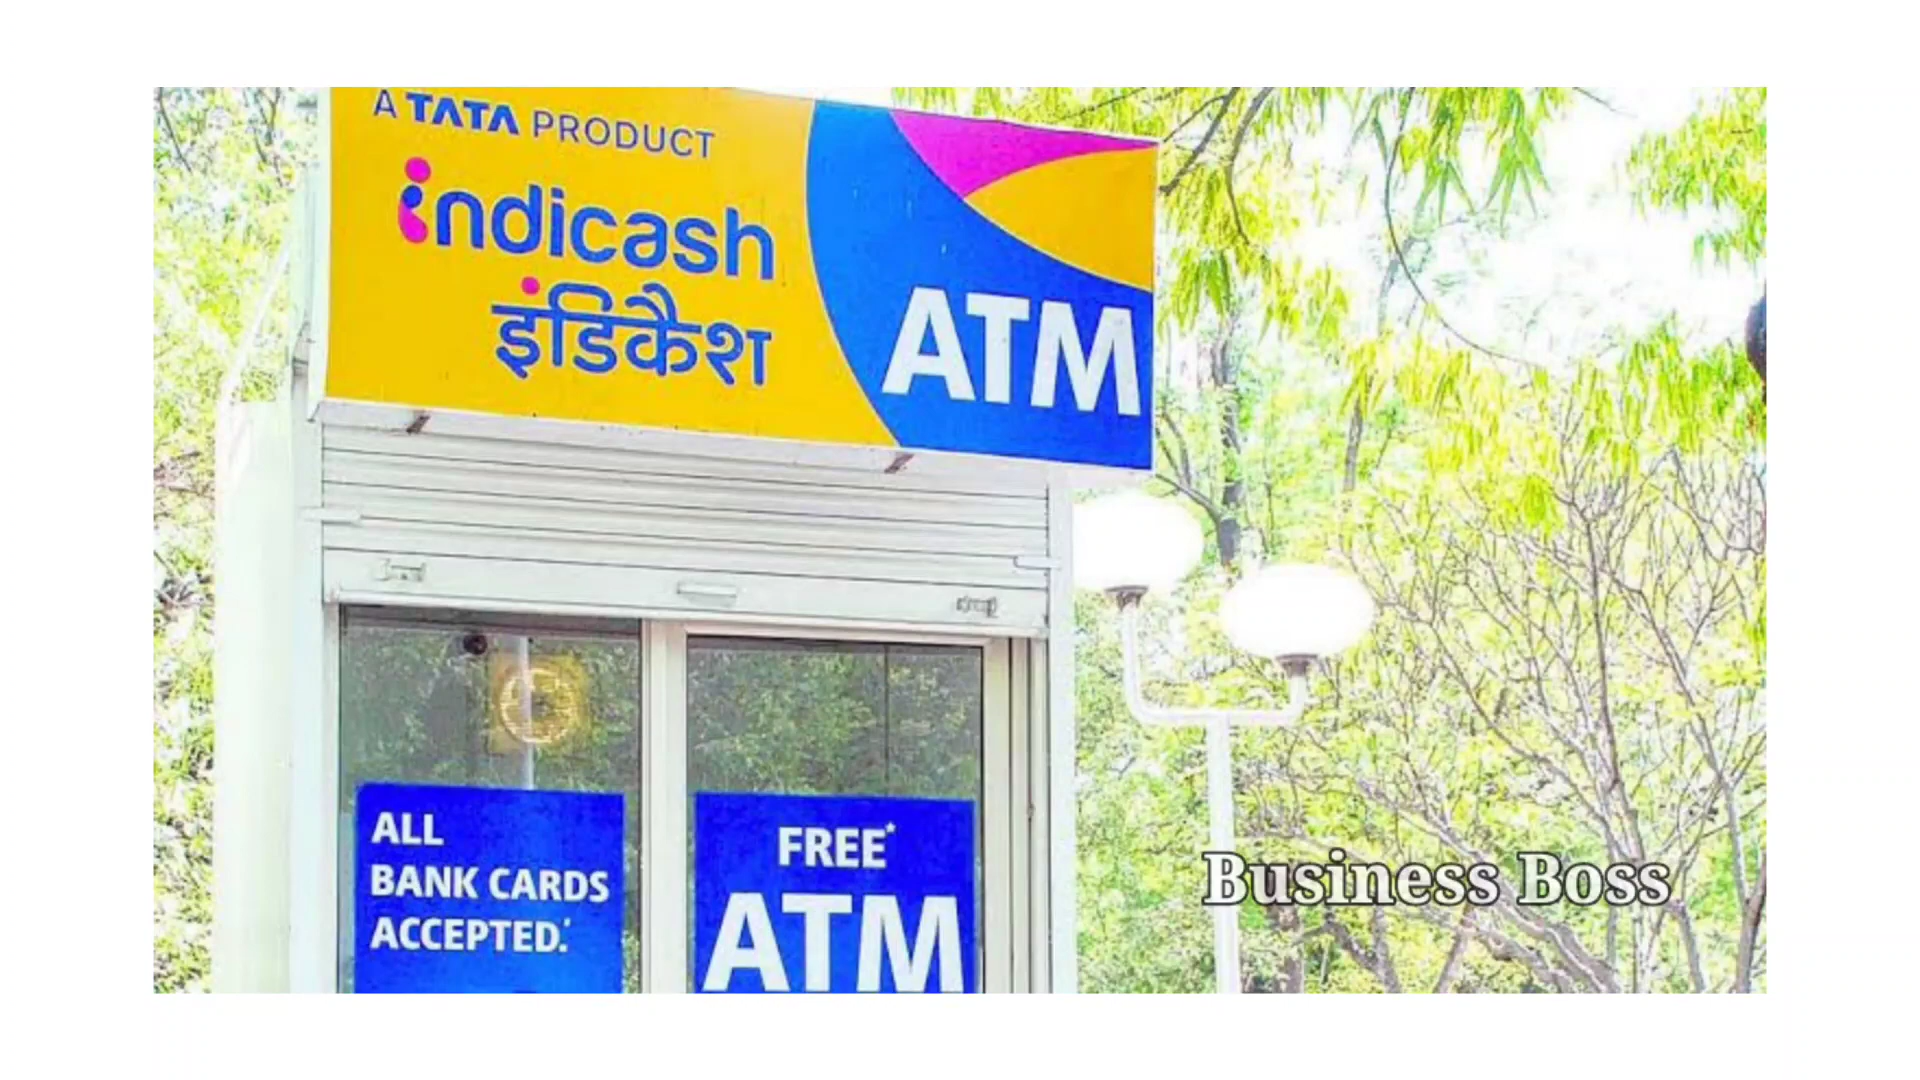 A TATA PRODUCT
indicash
इंडिकैश
ATM
ALL
BANK CARDS
ACCEPTED.*
FREE*
ATM
Business Boss